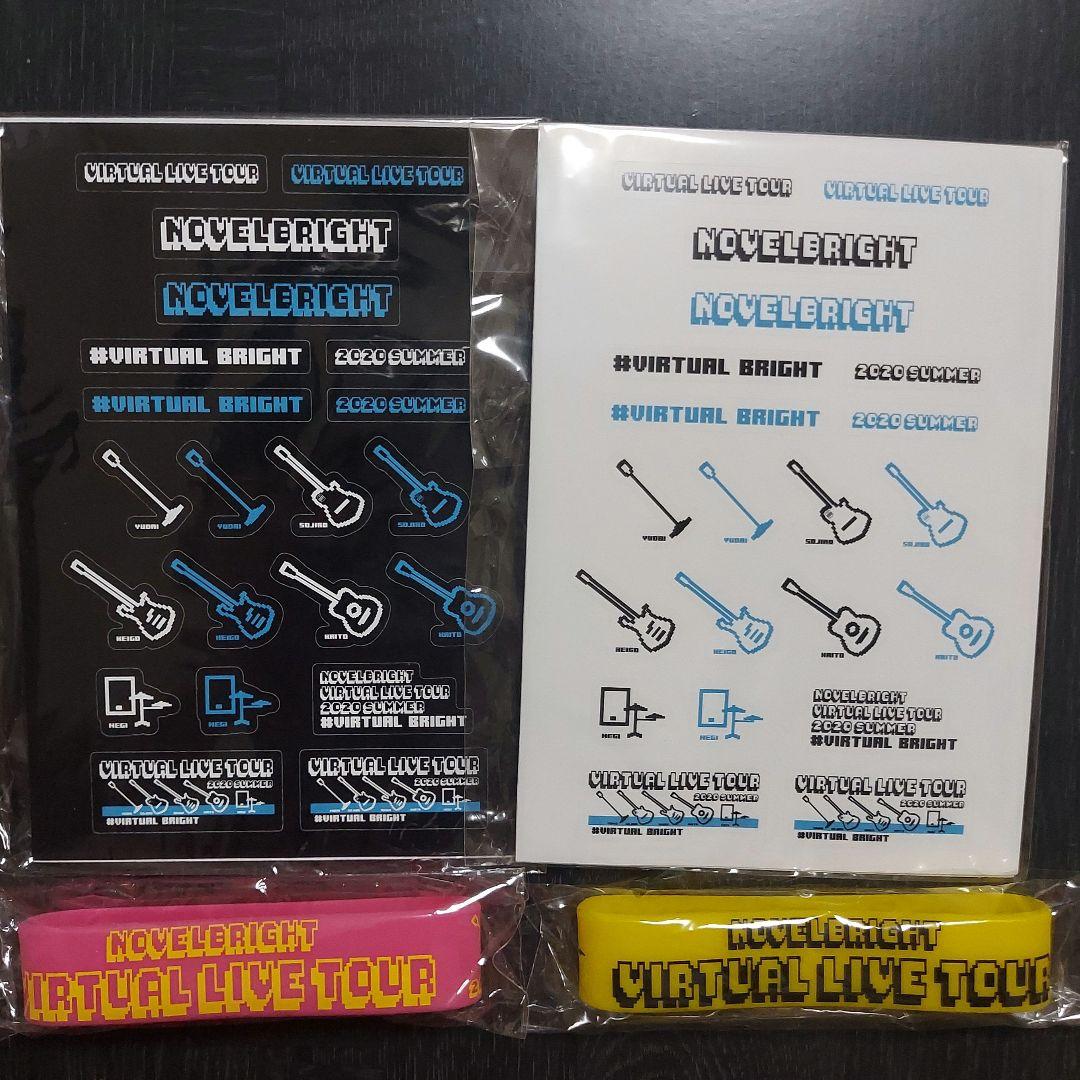 VIRTUAL LIVE TOUR VIRTUAL LIVE TOUR
NOVELBRIGHT
NOVELBRIGHT
#VIRTUAL BRIGHT 2020 SUMMER
#VIRTUAL BRIGHT 2020 SUMMER
YUDAI YUDAI SOJIRO SOJIRO
KEIGO KEIGO KAITO KAITO
NEGI NEGI
NOVELBRIGHT
VIRTUAL LIVE TOUR
2020 SUMMER
#VIRTUAL BRIGHT
VIRTUAL LIVE TOUR
2020 SUMMER
#VIRTUAL BRIGHT
VIRTUAL LIVE TOUR
2020 SUMMER
#VIRTUAL BRIGHT
VIRTUAL LIVE TOUR VIRTUAL LIVE TOUR
NOVELBRIGHT
NOVELBRIGHT
#VIRTUAL BRIGHT 2020 SUMMER
#VIRTUAL BRIGHT 2020 SUMMER
YUDAI YUDAI SOJIRO SOJIRO
KEIGO KEIGO KAITO KAITO
NEGI NEGI
NOVELBRIGHT
VIRTUAL LIVE TOUR
2020 SUMMER
#VIRTUAL BRIGHT
VIRTUAL LIVE TOUR
2020 SUMMER
#VIRTUAL BRIGHT
VIRTUAL LIVE TOUR
2020 SUMMER
#VIRTUAL BRIGHT
NOVELBRIGHT
VIRTUAL LIVE TOUR
NOVELBRIGHT
VIRTUAL LIVE TOUR